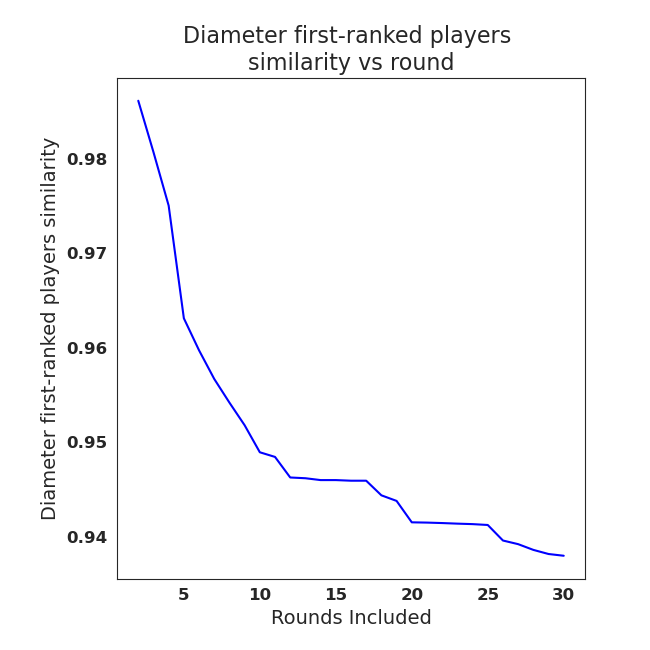 Diameter first-ranked players
similarity vs round
Diameter first-ranked players similarity
0.98
0.97
0.96
0.95
0.94
5 10 15 20 25 30
Rounds Included